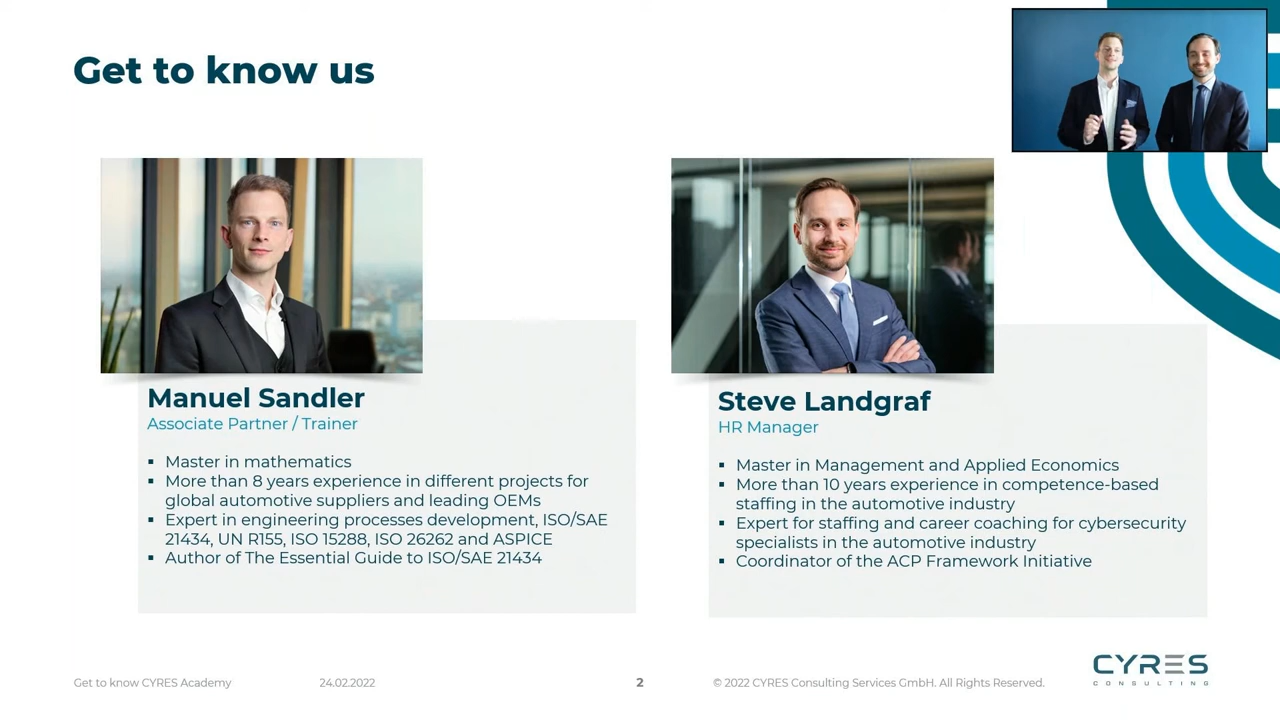 Get to know us
Manuel Sandler
Associate Partner / Trainer
▪ Master in mathematics
▪ More than 8 years experience in different projects for
global automotive suppliers and leading OEMs
▪ Expert in engineering processes development, ISO/SAE
21434, UN R155, ISO 15288, ISO 26262 and ASPICE
▪ Author of The Essential Guide to ISO/SAE 21434
Steve Landgraf
HR Manager
▪ Master in Management and Applied Economics
▪ More than 10 years experience in competence-based
staffing in the automotive industry
▪ Expert for staffing and career coaching for cybersecurity
specialists in the automotive industry
▪ Coordinator of the ACP Framework Initiative
CYRES
CONSULTING
Get to know CYRES Academy 24.02.2022 2 © 2022 CYRES Consulting Services GmbH. All Rights Reserved.